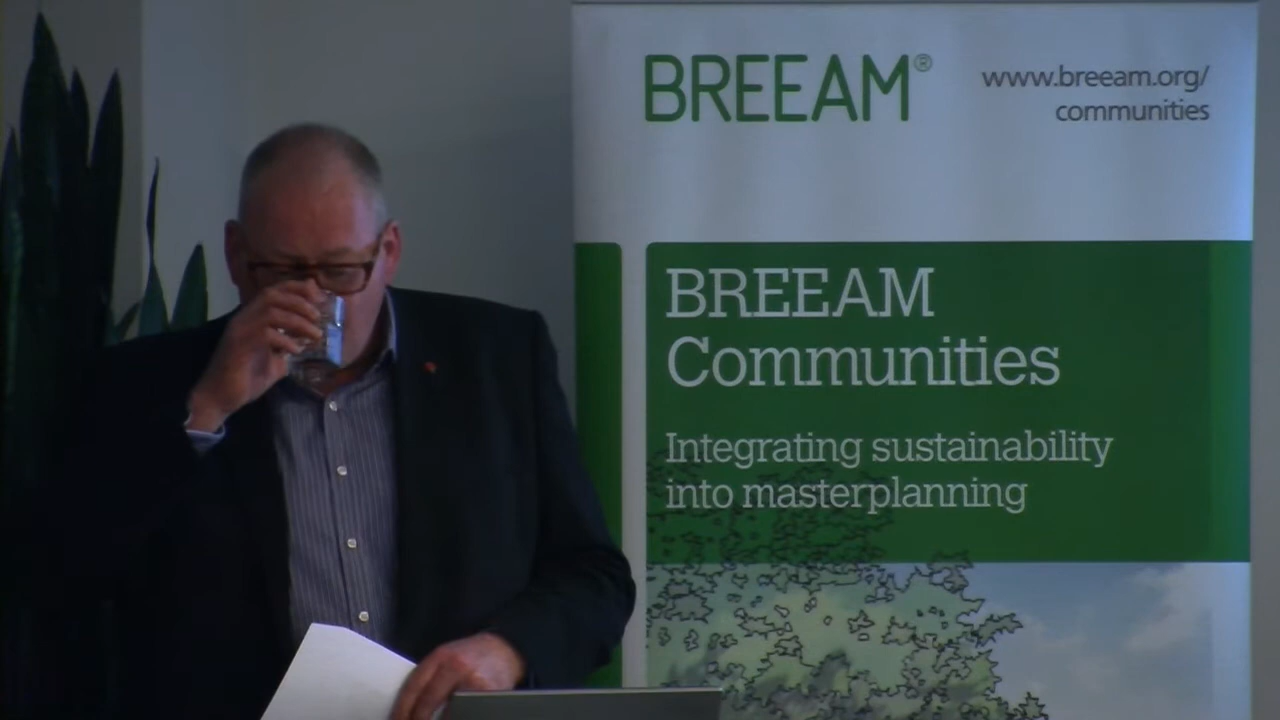 BREEAM®
www.breeam.org/
communities
BREEAM
Communities
Integrating sustainability
into masterplanning